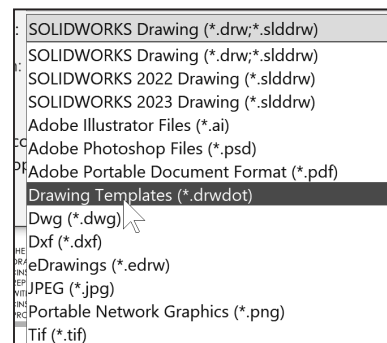 SOLIDWORKS Drawing (*.drw;*.slddrw)
SOLIDWORKS Drawing (*.drw;*.slddrw)
SOLIDWORKS 2022 Drawing (*.slddrw)
SOLIDWORKS 2023 Drawing (*.slddrw)
Adobe Illustrator Files (*.ai)
Adobe Photoshop Files (*.psd)
Adobe Portable Document Format (*.pdf)
Drawing Templates (*.drwdot)
Dwg (*.dwg)
Dxf (*.dxf)
eDrawings (*.edrw)
JPEG (*.jpg)
Portable Network Graphics (*.png)
Tif (*.tif)